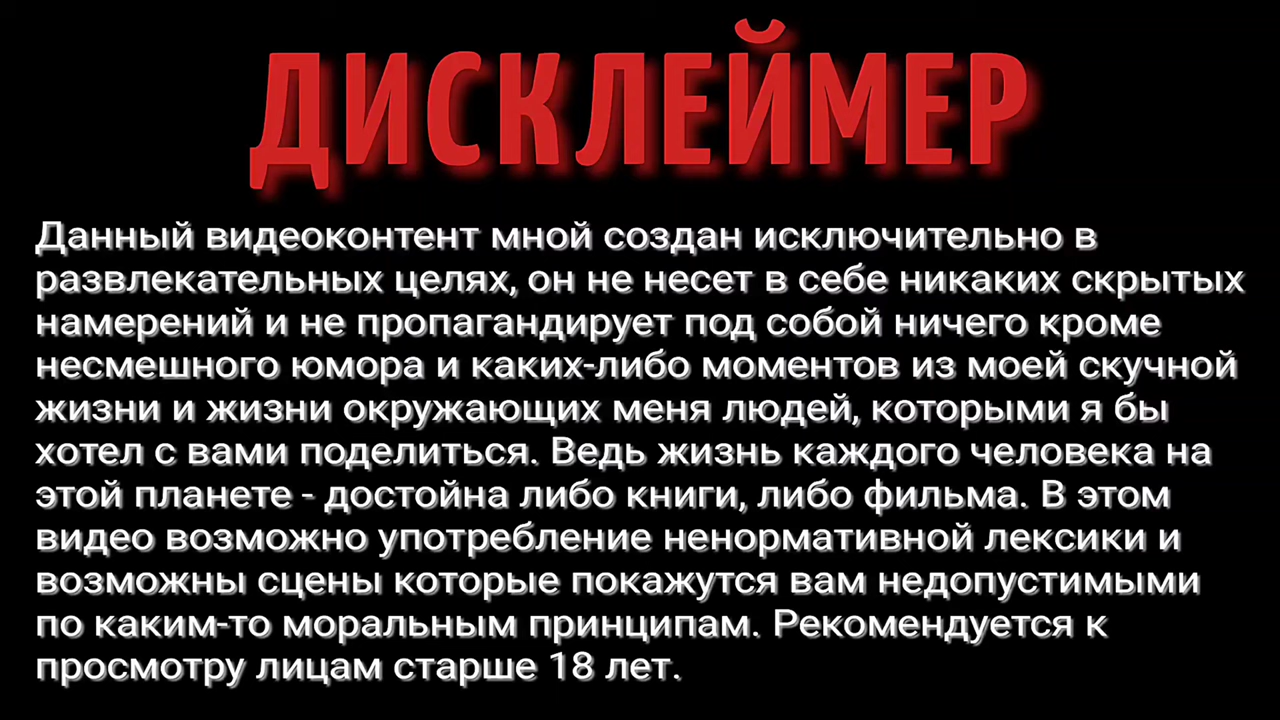 ДИСКЛЕЙМЕР
Данный видеоконтент мной создан исключительно в
развлекательных целях, он не несет в себе никаких скрытых
намерений и не пропагандирует под собой ничего кроме
несмешного юмора и каких-либо моментов из моей скучной
жизни и жизни окружающих меня людей, которыми я бы
хотел с вами поделиться. Ведь жизнь каждого человека на
этой планете - достойна либо книги, либо фильма. В этом
видео возможно употребление ненормативной лексики и
возможны сцены которые покажутся вам недопустимыми
по каким-то моральным принципам. Рекомендуется к
просмотру лицам старше 18 лет.